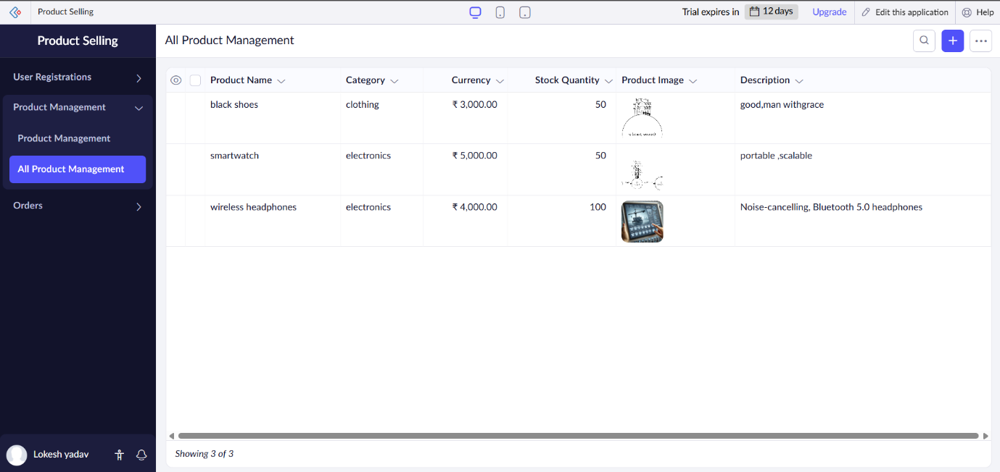 Product Selling
Trial expires in 12 days Upgrade Edit this application Help
Product Selling
User Registrations
Product Management
Product Management
All Product Management
Orders
Lokesh yadav
All Product Management
Product Name Category Currency Stock Quantity Product Image Description
black shoes clothing ₹ 3,000.00 50 good,man withgrace
smartwatch electronics ₹ 5,000.00 50 portable ,scalable
wireless headphones electronics ₹ 4,000.00 100 Noise-cancelling, Bluetooth 5.0 headphones
Showing 3 of 3